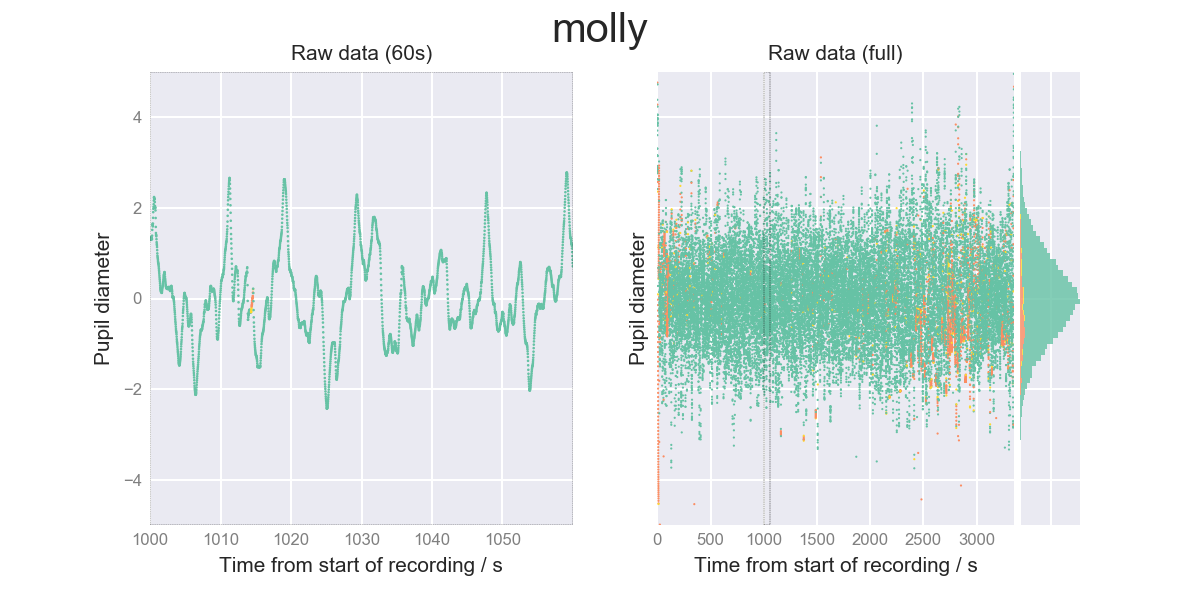 molly
Raw data (60s)
Raw data (full)
Pupil diameter
4
2
0
−2
−4
1000 1010 1020 1030 1040 1050
Time from start of recording / s
Pupil diameter
0 500 1000 1500 2000 2500 3000
Time from start of recording / s